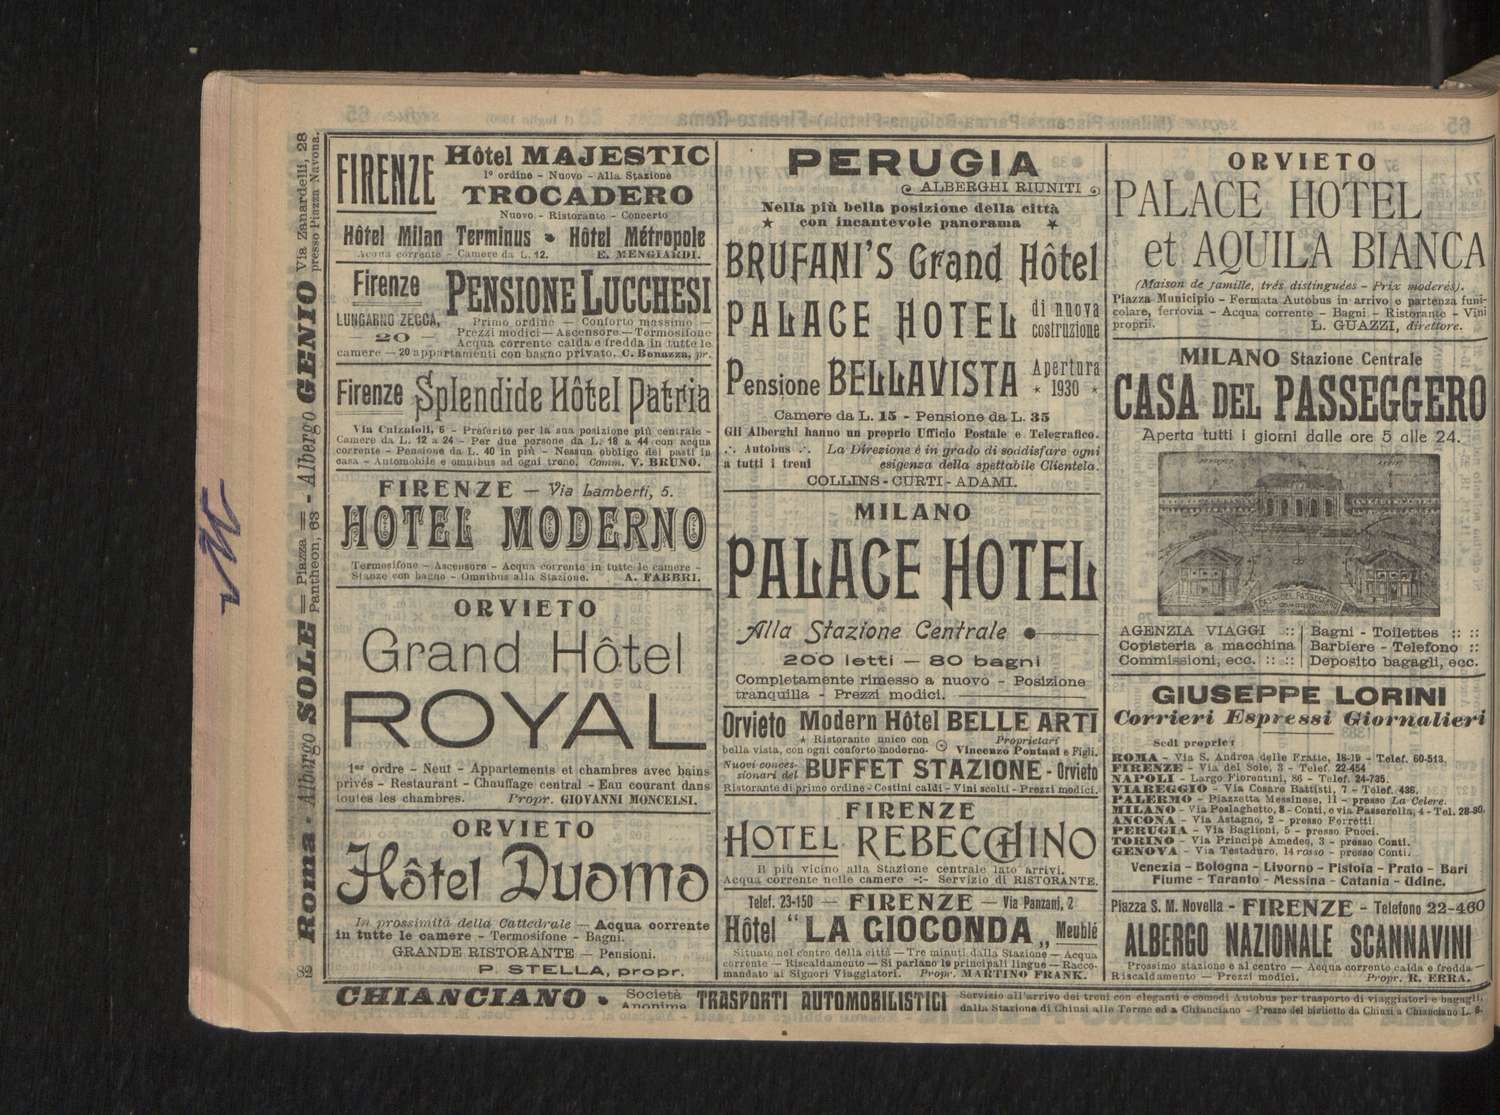 Roma - Albergo SOLE = Piazza Pantheon, 63 - Albergo GENIO Via Zanardelli, 28 presso Piazza Navona.
82
FIRENZE
Hôtel MAJESTIC
1º ordine - Nuovo - Alla Stazione
TROCADERO
Nuovo - Ristorante - Concerto
Hôtel Milan Terminus • Hôtel Métropole
Acqua corrente - Camere da L. 12. E. MENGIARDI.
Firenze
LUNGARNO ZECCA,
— 20 —
PENSIONE LUCCHESI
Primo ordine — Conforto massimo —
Prezzi modici — Ascensore — Termosifone
Acqua corrente calda e fredda in tutte le
camere — 20 appartamenti con bagno privato. C. Bonazza, pr.
Firenze Splendide Hôtel Patria
Via Calzaioli, 6 - Preferito per la sua posizione più centrale -
Camere da L. 12 a 24 - Per due persone da L. 18 a 44 con acqua
corrente - Pensione da L. 40 in più - Nessun obbligo dei pasti in
casa - Automobile e omnibus ad ogni treno. Comm. V. BRUNO.
FIRENZE — Via Lamberti, 5.
HOTEL MODERNO
Termosifone - Ascensore - Acqua corrente in tutte le camere -
Stanze con bagno - Omnibus alla Stazione. A. FABBRI.
ORVIETO
Grand Hôtel
ROYAL
1er ordre - Neut - Appartements et chambres avec bains
privés - Restaurant - Chauffage central - Eau courant dans
toutes les chambres. Propr. GIOVANNI MONCELSI.
ORVIETO
Hôtel Duomo
In prossimità della Cattedrale — Acqua corrente
in tutte le camere - Termosifone - Bagni.
GRANDE RISTORANTE — Pensioni.
P. STELLA, propr.
PERUGIA
ALBERGHI RIUNITI
Nella più bella posizione della città
★ con incantevole panorama ★
BRUFANI'S Grand Hôtel
PALACE HOTEL di nuova costruzione
Pensione BELLAVISTA Apertura * 1930 *
Camere da L. 15 - Pensione da L. 35
Gli Alberghi hanno un proprio Ufficio Postale e Telegrafico.
∴ Autobus ∴ a tutti i treni
La Direzione è in grado di soddisfare ogni
esigenza della spettabile Clientela.
COLLINS - CURTI - ADAMI.
MILANO
PALACE HOTEL
Alla Stazione Centrale
200 letti — 80 bagni
Completamente rimesso a nuovo - Posizione
tranquilla - Prezzi modici.
Orvieto Modern Hôtel BELLE ARTI
* Ristorante unico con Proprietari
bella vista, con ogni conforto moderno- Vincenzo Pontani e Figli.
Nuovi concessionari del BUFFET STAZIONE - Orvieto
Ristorante di primo ordine - Cestini caldi - Vini scelti - Prezzi modici.
FIRENZE
HOTEL REBECCHINO
Il più vicino alla Stazione centrale lato arrivi.
Acqua corrente nelle camere -:- Servizio di RISTORANTE.
Telef. 23-150 — FIRENZE — Via Panzani, 2
Hôtel "LA GIOCONDA„ Meublé
Situato nel centro della città — Tre minuti dalla Stazione — Acqua
corrente — Riscaldamento — Si parlano le principali lingue — Racco-
mandato ai Signori Viaggiatori. Propr. MARTINO FRANK.
ORVIETO
PALACE HOTEL
et AQUILA BIANCA
(Maison de famille, trés distinguées - Prix moderés).
Piazza Municipio - Fermata Autobus in arrivo e partenza funi-
colare, ferrovia - Acqua corrente - Bagni - Ristorante - Vini
proprii. L. GUAZZI, direttore.
MILANO Stazione Centrale
CASA DEL PASSEGGERO
Aperta tutti i giorni dalle ore 5 alle 24.
CASA DEL PASSEGGERO
AGENZIA VIAGGI :: Bagni - Toilettes :: ::
Copisteria a macchina Barbiere - Telefono ::
Commissioni, ecc. :: :: Deposito bagagli, ecc.
GIUSEPPE LORINI
Corrieri Espressi Giornalieri
Sedi proprie:
ROMA - Via S. Andrea delle Fratte, 18-19 - Telef. 60-513.
FIRENZE - Via del Sole, 3 - Telef. 22-454
NAPOLI - Largo Fiorentini, 86 - Telef. 24-735.
VIAREGGIO - Via Cesare Battisti, 7 - Telef. 436.
PALERMO - Piazzetta Messinese, 11 - presso La Celere.
MILANO - Via Poslaghetto, 8 - Conti, e via Passerella, 4 - Tel. 28-80.
ANCONA - Via Astagno, 2 - presso Ferretti.
PERUGIA - Via Baglioni, 5 - presso Pucci.
TORINO - Via Principe Amedeo, 3 - presso Conti.
GENOVA - Via Testaduro, 14 rosso - presso Conti.
Venezia - Bologna - Livorno - Pistoia - Prato - Bari
Fiume - Taranto - Messina - Catania - Udine.
Piazza S. M. Novella - FIRENZE - Telefono 22-460
ALBERGO NAZIONALE SCANNAVINI
Prossimo stazione e al centro — Acqua corrente calda e fredda —
Riscaldamento — Prezzi modici. Propr. R. ERRA.
CHIANCIANO • Società Anonima TRASPORTI AUTOMOBILISTICI
Servizio all'arrivo dei treni con eleganti e comodi Autobus per trasporto di viaggiatori e bagagli,
dalla Stazione di Chiusi alle Terme ed a Chianciano - Prezzo del biglietto da Chiusi a Chianciano L. 6.